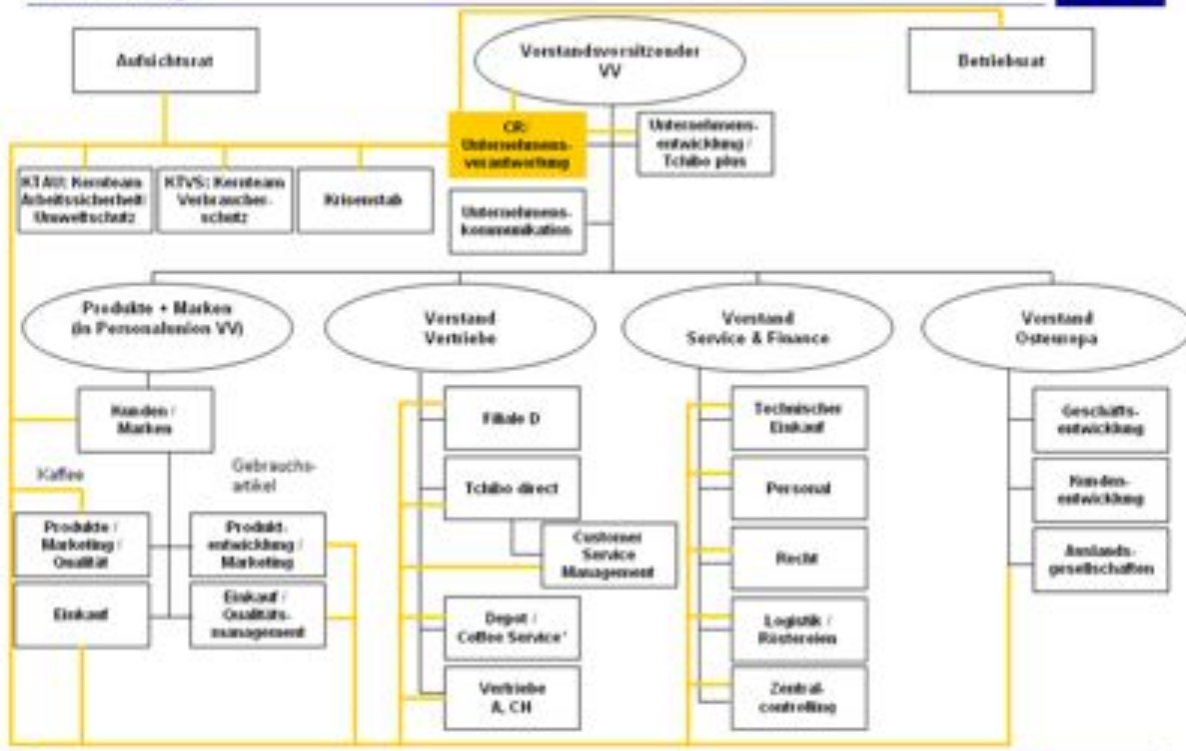 Aufsichtsrat
Vorstandsvorsitzender
VV
Betriebsrat
CR:
Unternehmens-
verantwortung
Unternehmens-
entwicklung /
Tchibo plus
KTAU: Kernteam
Arbeitssicherheit/
Umweltschutz
KTVS: Kernteam
Verbraucher-
schutz
Krisenstab
Unternehmens-
kommunikation
Produkte + Marken
(in Personalunion VV)
Vorstand
Vertriebe
Vorstand
Service & Finance
Vorstand
Osteuropa
Kunden /
Marken
Kaffee
Gebrauchs-
artikel
Produkte /
Marketing /
Qualität
Produkt-
entwicklung /
Marketing
Einkauf
Einkauf /
Qualitäts-
management
Filiale D
Tchibo direct
Customer
Service
Management
Depot /
Coffee Service*
Vertriebe
A, CH
Technischer
Einkauf
Personal
Recht
Logistik /
Röstereien
Zentral-
controlling
Geschäfts-
entwicklung
Kunden-
entwicklung
Auslands-
gesellschaften